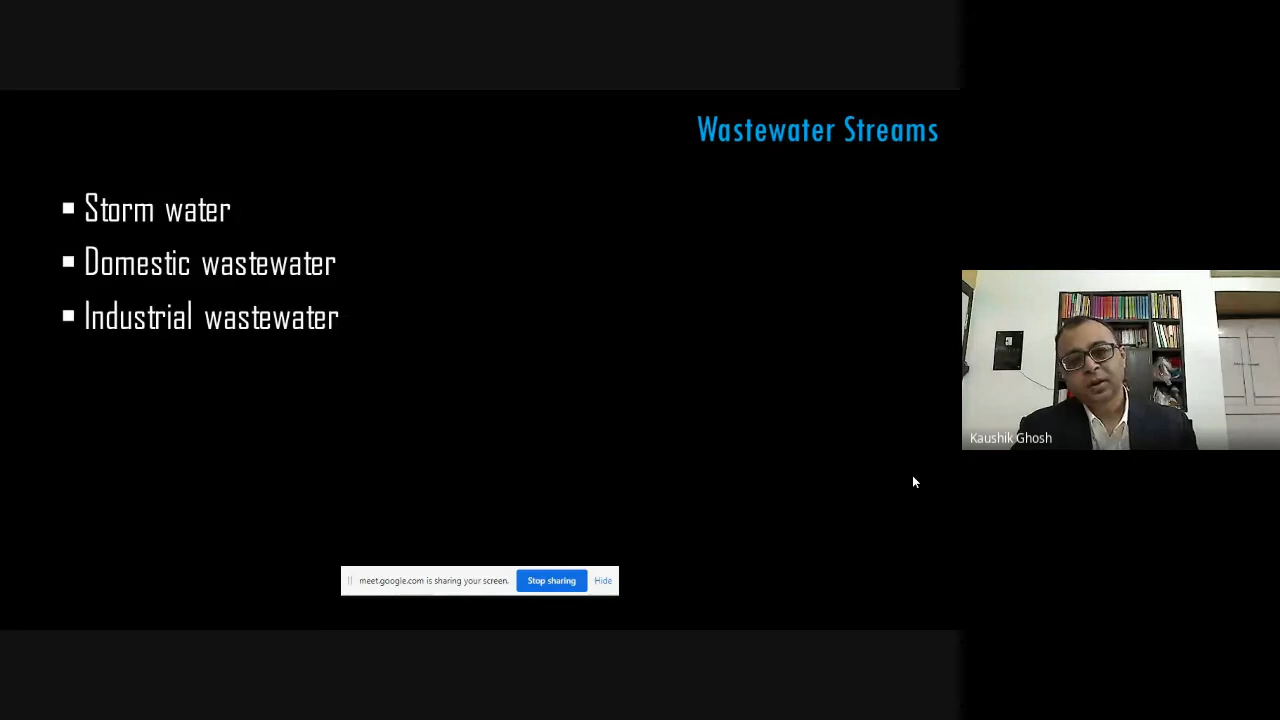 Wastewater Streams
Storm water
Domestic wastewater
Industrial wastewater
Kaushik Ghosh
meet.google.com is sharing your screen. Stop sharing Hide